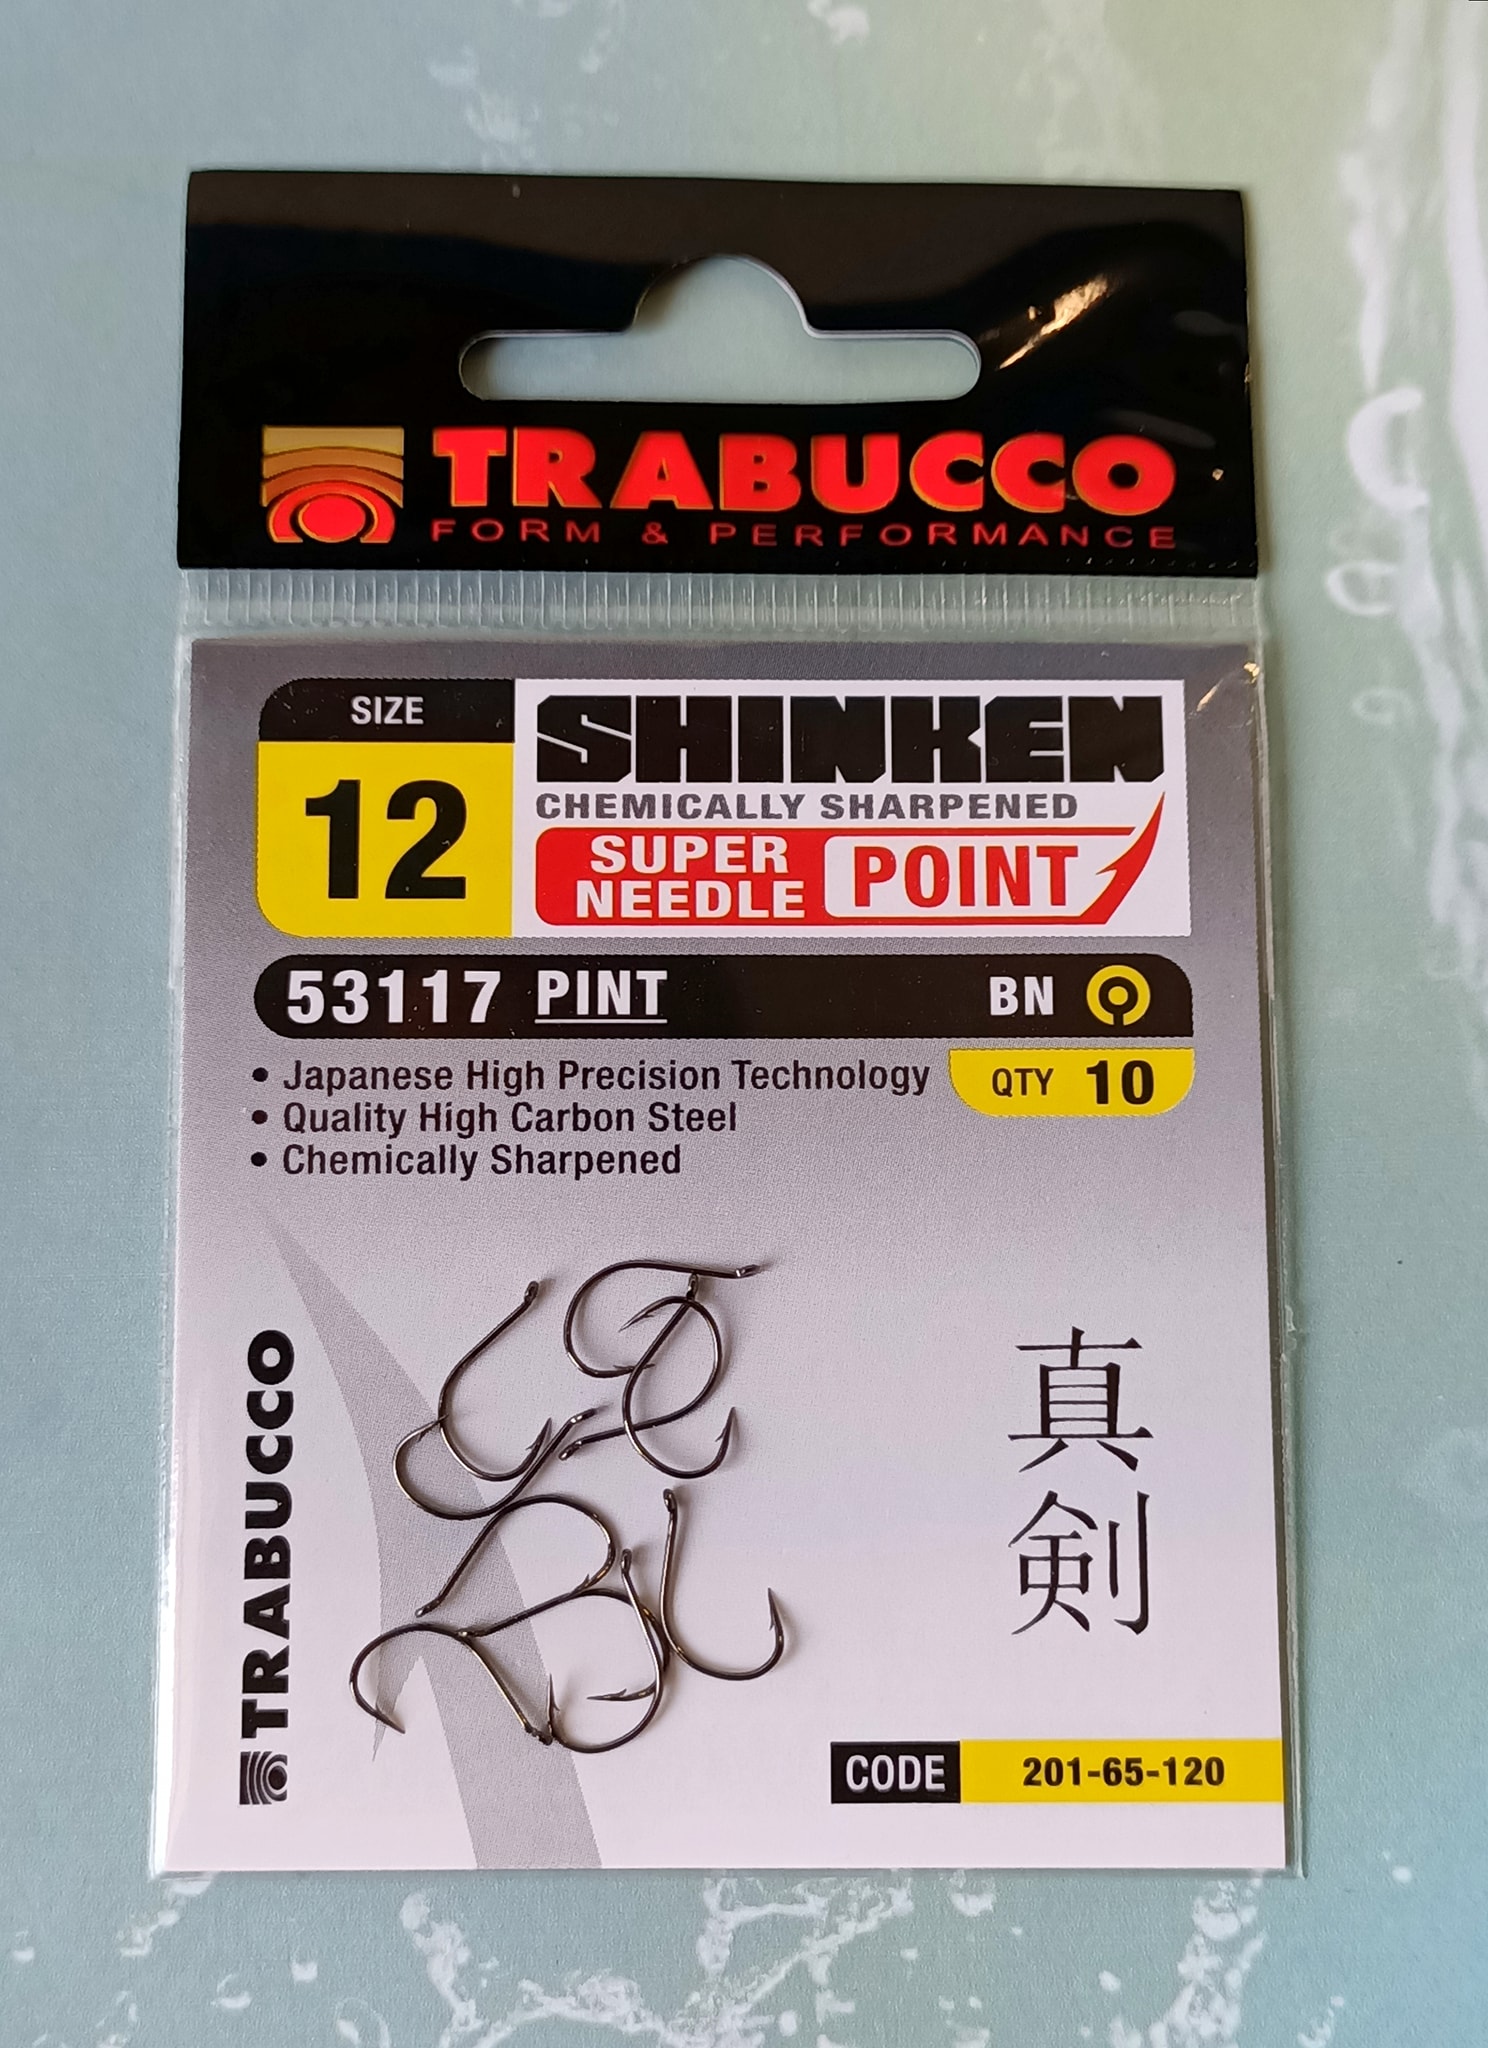 TRABUCCO
FORM & PERFORMANCE
SIZE
12
SHINKEN
CHEMICALLY SHARPENED
SUPER
NEEDLE
POINT
53117 PINT
BN
• Japanese High Precision Technology
• Quality High Carbon Steel
• Chemically Sharpened
QTY 10
TRABUCCO
真
剣
CODE
201-65-120